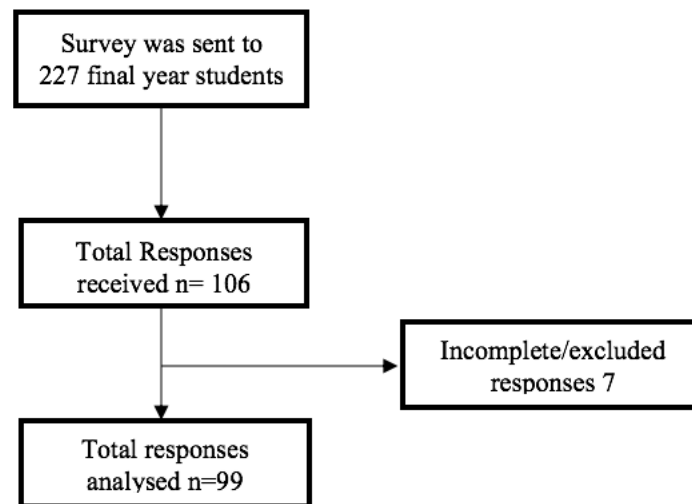 Survey was sent to
227 final year students
Total Responses
received n= 106
Incomplete/excluded
responses 7
Total responses
analysed n=99